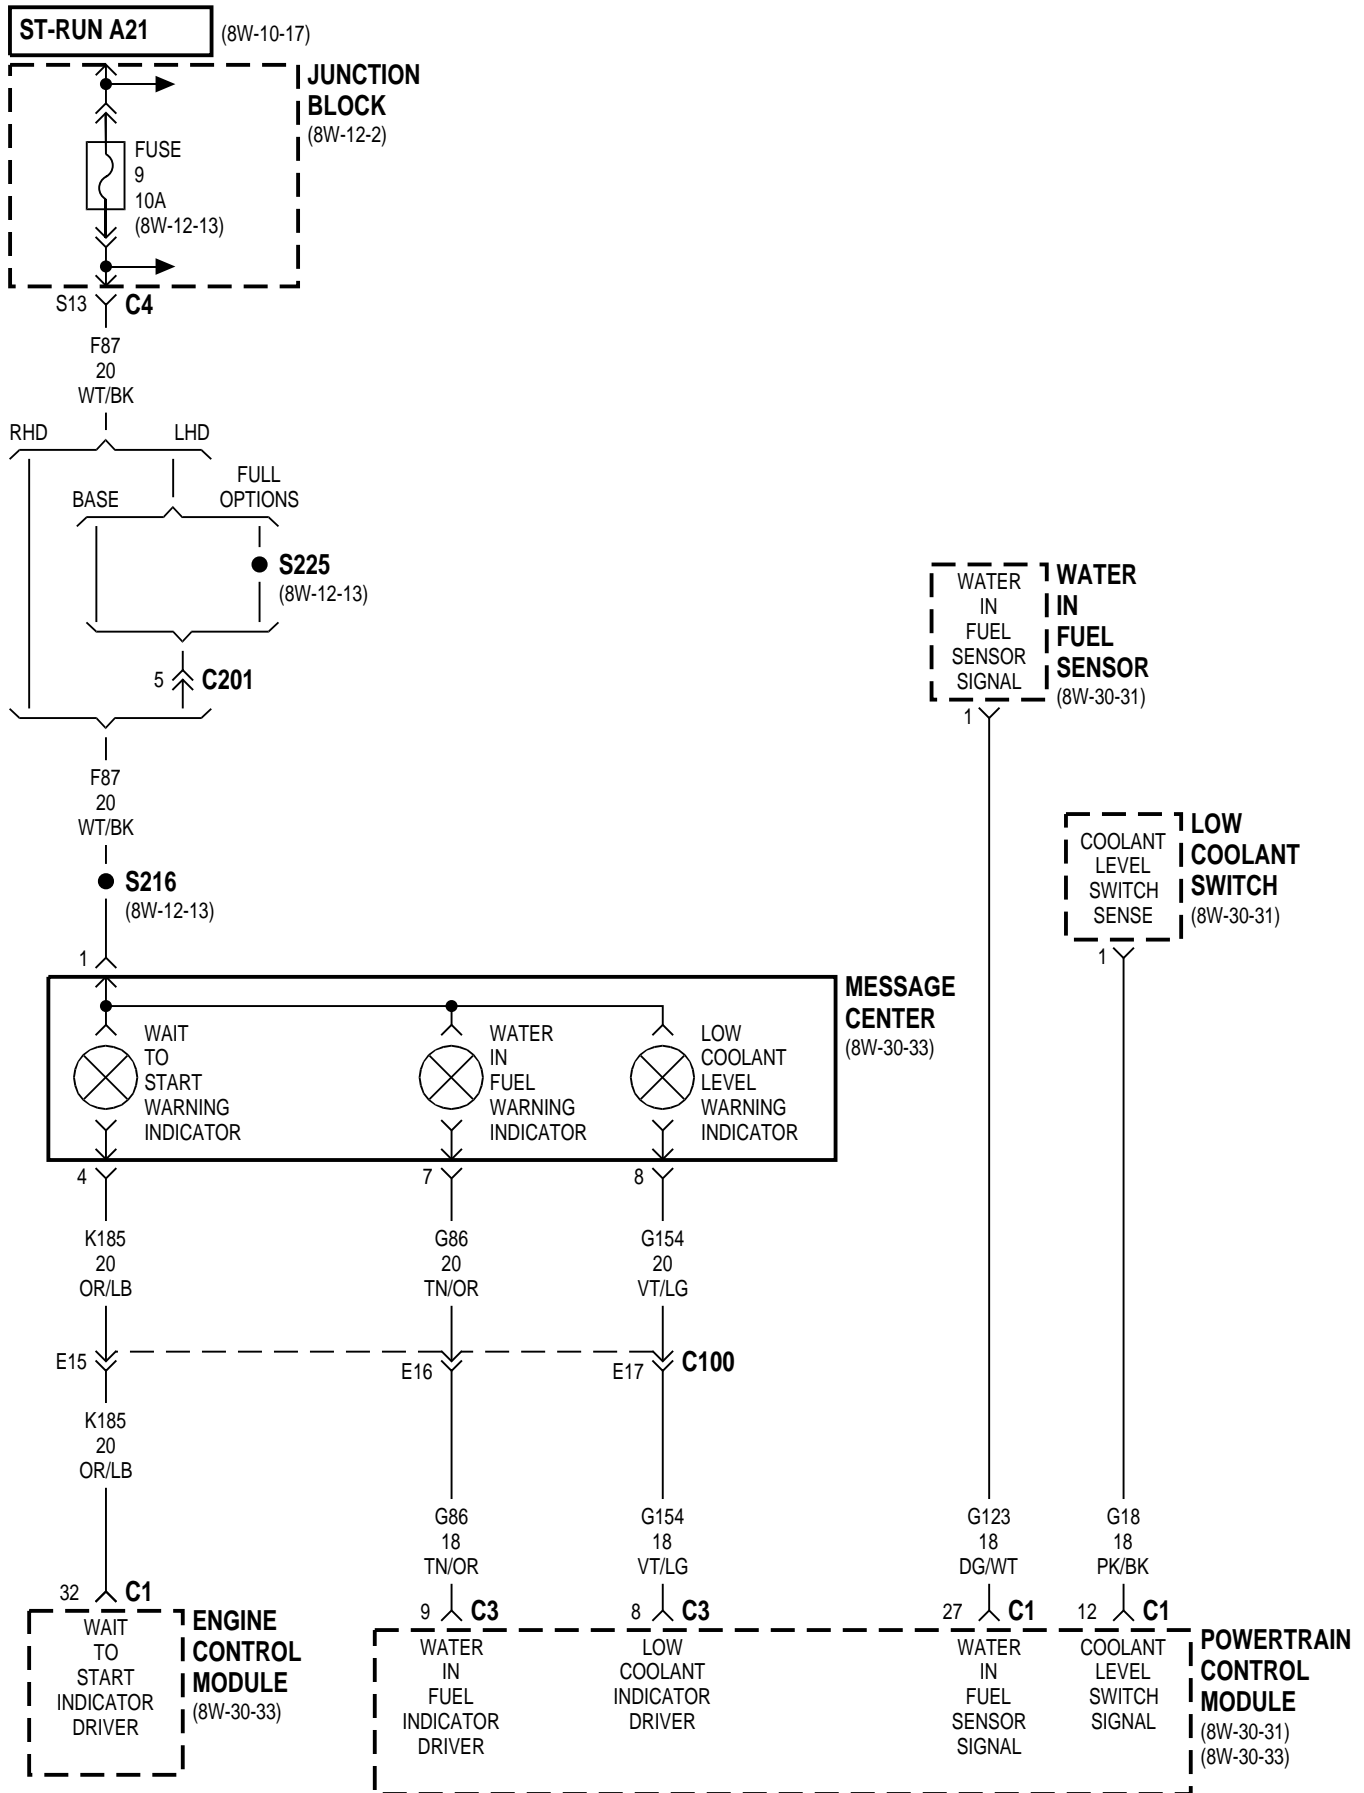 ST-RUN A21
(8W-10-17)
JUNCTION
BLOCK
(8W-12-2)
FUSE
9
10A
(8W-12-13)
S13
C4
F87
20
WT/BK
RHD
LHD
BASE
FULL
OPTIONS
S225
(8W-12-13)
5
C201
F87
20
WT/BK
S216
(8W-12-13)
1
WATER
IN
FUEL
SENSOR
SIGNAL
WATER
IN
FUEL
SENSOR
(8W-30-31)
1
COOLANT
LEVEL
SWITCH
SENSE
LOW
COOLANT
SWITCH
(8W-30-31)
1
MESSAGE
CENTER
(8W-30-33)
WAIT
TO
START
WARNING
INDICATOR
WATER
IN
FUEL
WARNING
INDICATOR
LOW
COOLANT
LEVEL
WARNING
INDICATOR
4
7
8
K185
20
OR/LB
G86
20
TN/OR
G154
20
VT/LG
E15
E16
E17
C100
K185
20
OR/LB
G86
18
TN/OR
G154
18
VT/LG
G123
18
DG/WT
G18
18
PK/BK
32
C1
9
C3
8
C3
27
C1
12
C1
WAIT
TO
START
INDICATOR
DRIVER
ENGINE
CONTROL
MODULE
(8W-30-33)
WATER
IN
FUEL
INDICATOR
DRIVER
LOW
COOLANT
INDICATOR
DRIVER
WATER
IN
FUEL
SENSOR
SIGNAL
COOLANT
LEVEL
SWITCH
SIGNAL
POWERTRAIN
CONTROL
MODULE
(8W-30-31)
(8W-30-33)